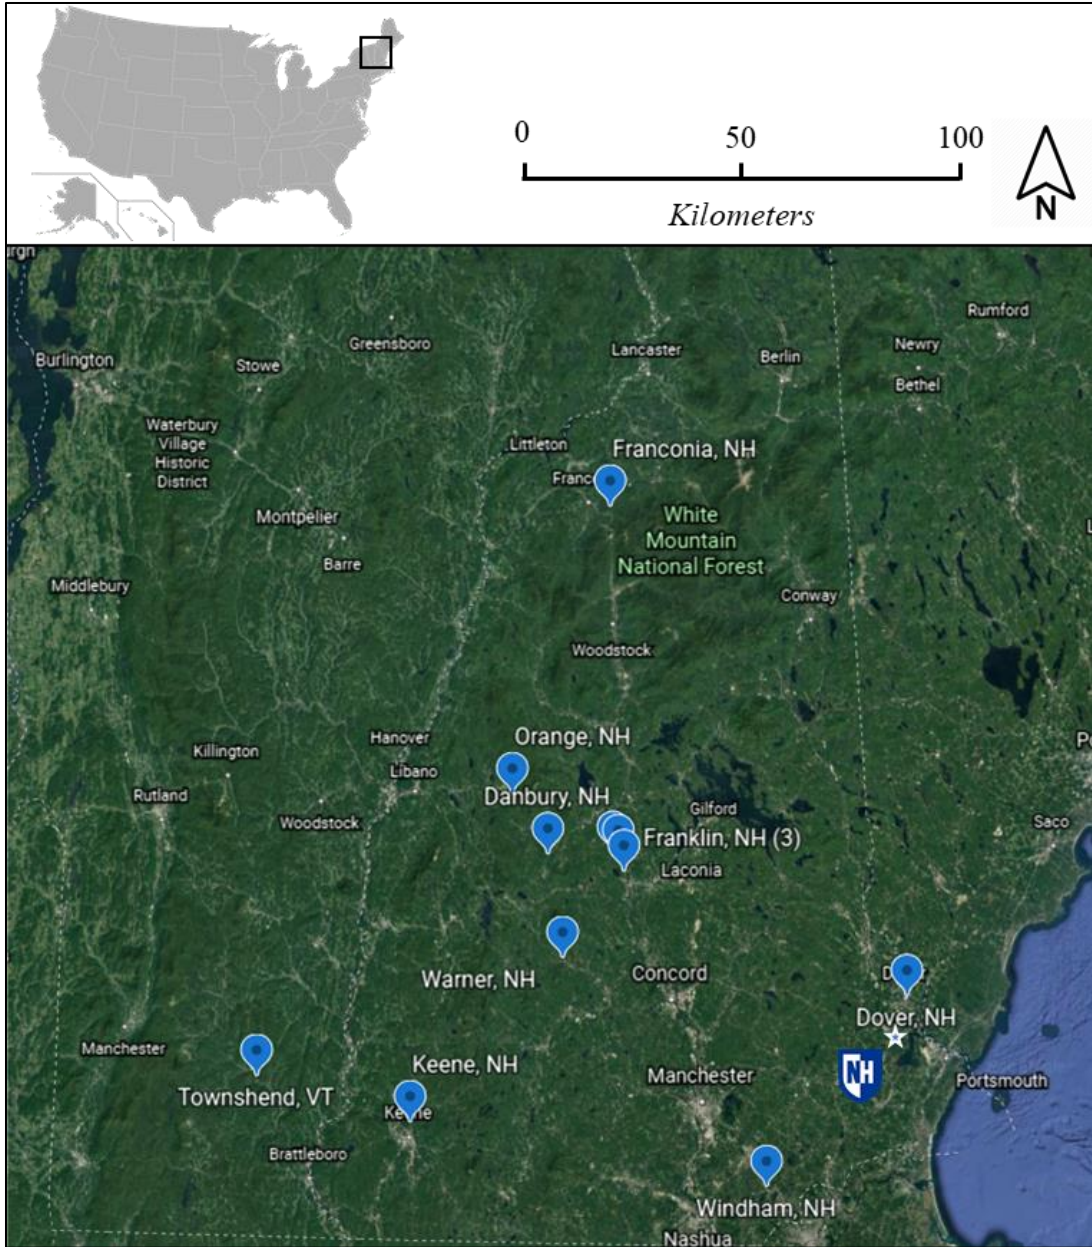 0 50 100
Kilometers
N
Burlington
Stowe
Greensboro
Lancaster
Berlin
Newry
Rumford
Bethel
Waterbury
Village
Historic
District
Littleton
Franconia, NH
Montpelier
Barre
White
Mountain
National Forest
Middlebury
Conway
Woodstock
Killington
Hanover
Orange, NH
Libano
Rutland
Danbury, NH
Gilford
Woodstock
Franklin, NH (3)
Saco
Laconia
Warner, NH
Concord
Dover, NH
Manchester
Keene, NH
Manchester
NH
Portsmouth
Townshend, VT
Keene
Brattleboro
Windham, NH
Nashua